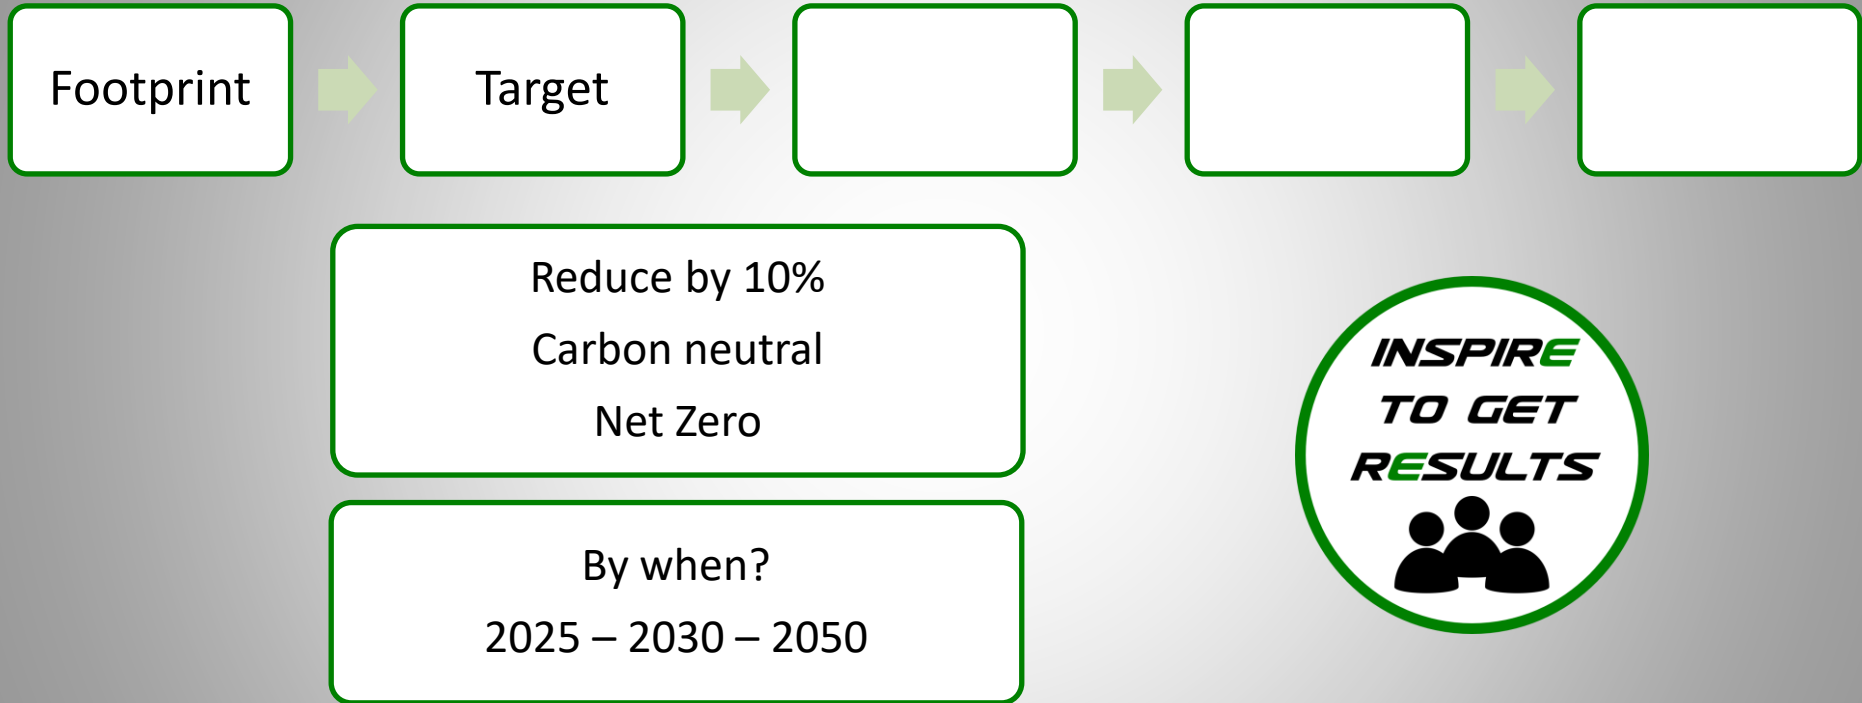 Footprint
Target
Reduce by 10%
Carbon neutral
Net Zero
By when?
2025 – 2030 – 2050
INSPIRE
TO GET
RESULTS